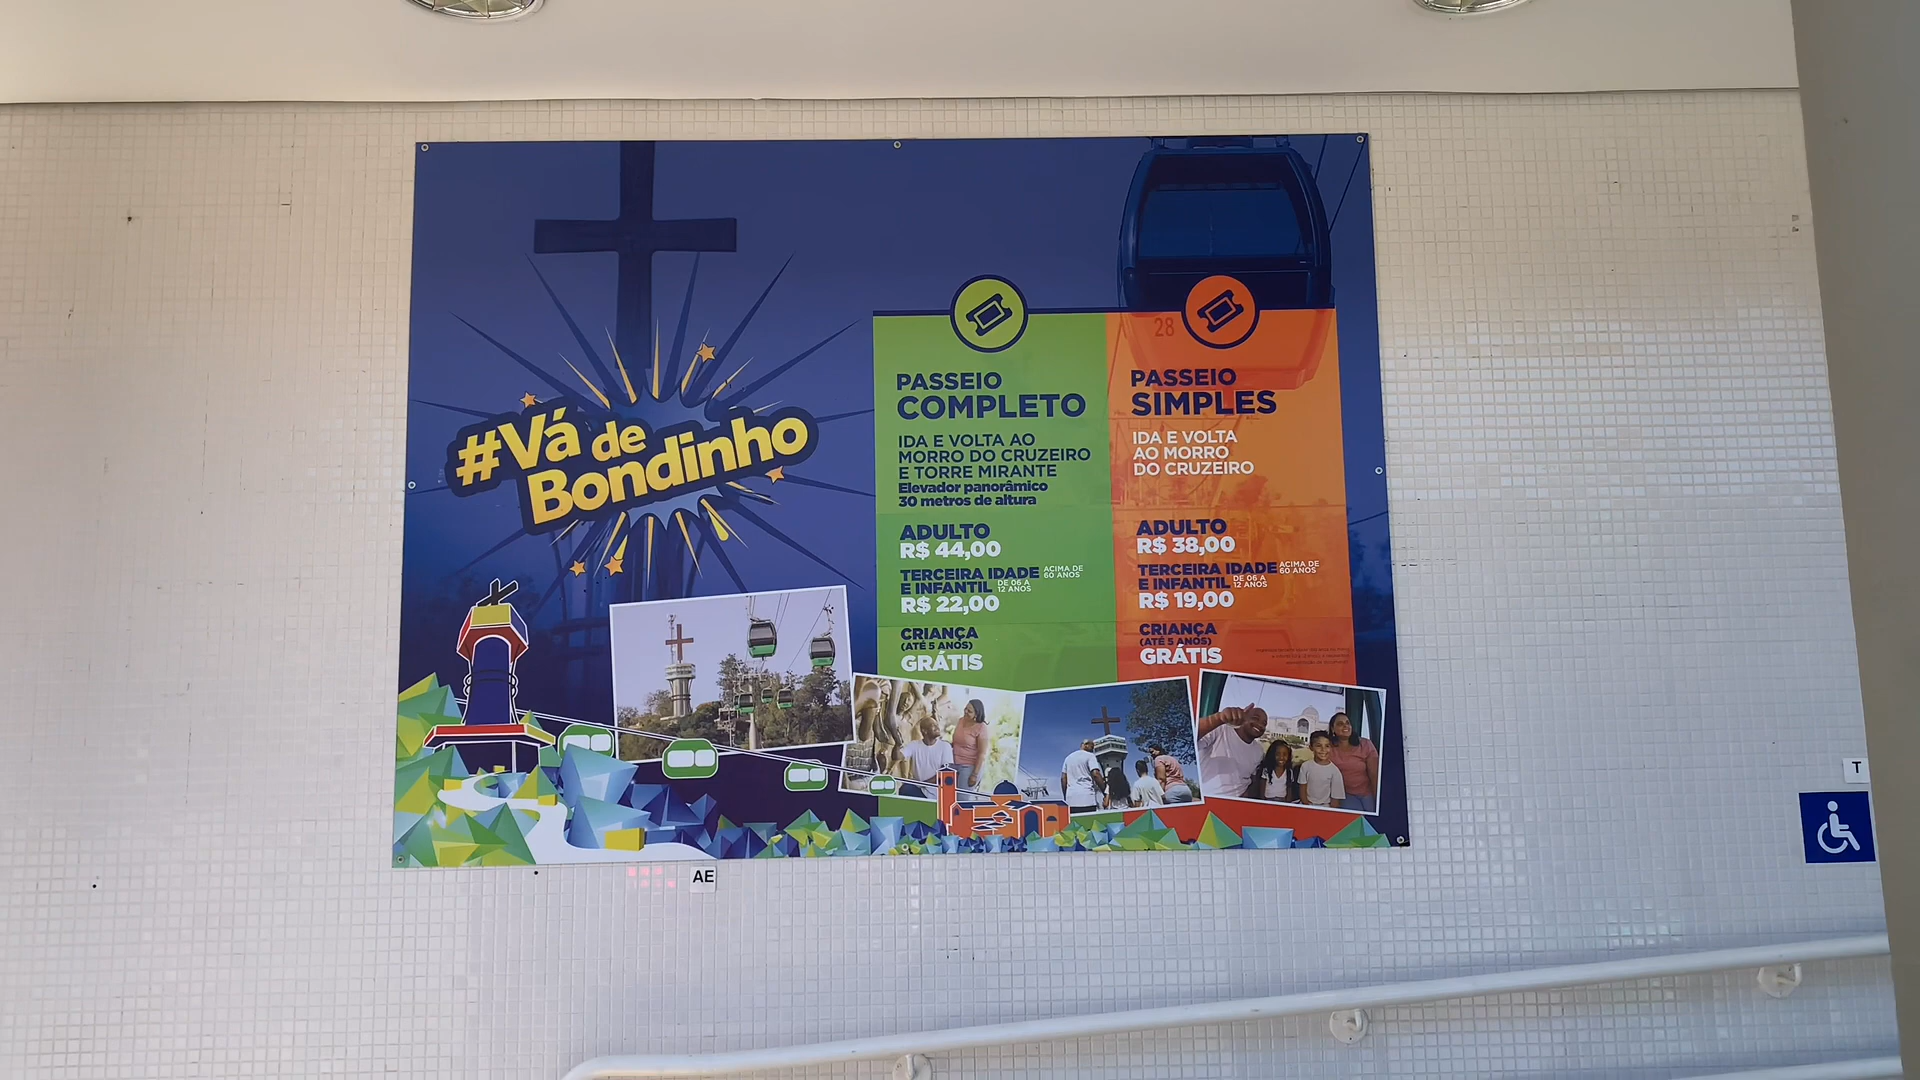 #Vá de
Bondinho
PASSEIO
COMPLETO
IDA E VOLTA AO
MORRO DO CRUZEIRO
E TORRE MIRANTE
Elevador panorâmico
30 metros de altura
ADULTO
R$ 44,00
TERCEIRA IDADE ACIMA DE 60 ANOS
E INFANTIL DE 06 A 12 ANOS
R$ 22,00
CRIANÇA
(ATÉ 5 ANOS)
GRÁTIS
28
PASSEIO
SIMPLES
IDA E VOLTA
AO MORRO
DO CRUZEIRO
ADULTO
R$ 38,00
TERCEIRA IDADE ACIMA DE 60 ANOS
E INFANTIL DE 06 A 12 ANOS
R$ 19,00
CRIANÇA
(ATÉ 5 ANOS)
GRÁTIS
AE
T